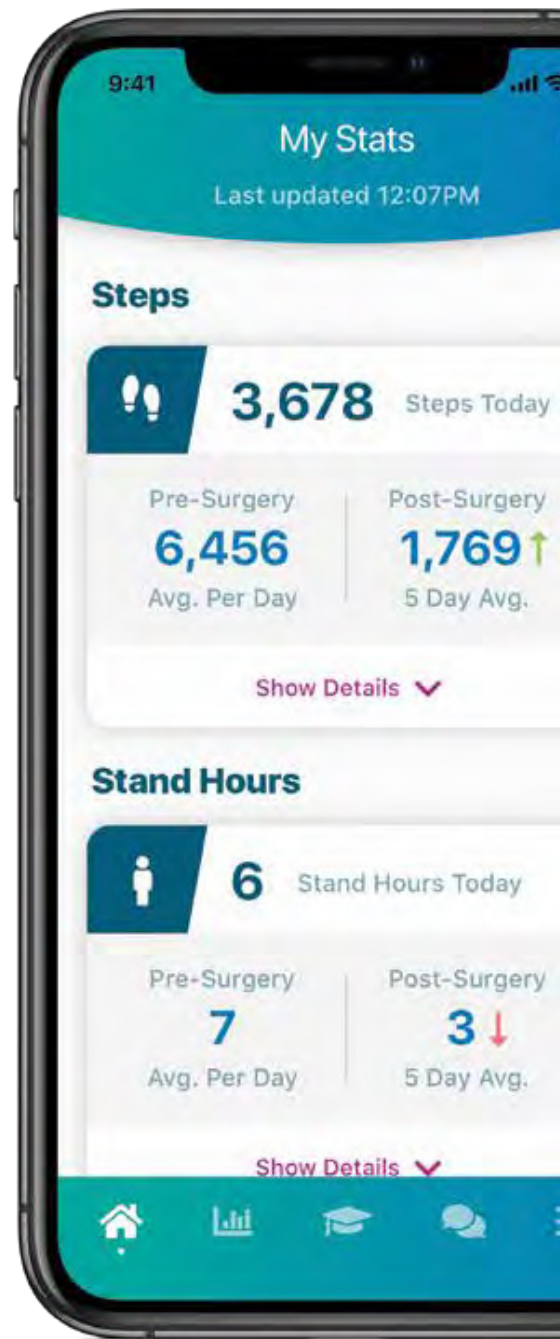 9:41
My Stats
Last updated 12:07PM
Steps
3,678 Steps Today
Pre-Surgery Post-Surgery
6,456 1,769↑
Avg. Per Day 5 Day Avg.
Show Details
Stand Hours
6 Stand Hours Today
Pre-Surgery Post-Surgery
7 3↓
Avg. Per Day 5 Day Avg.
Show Details